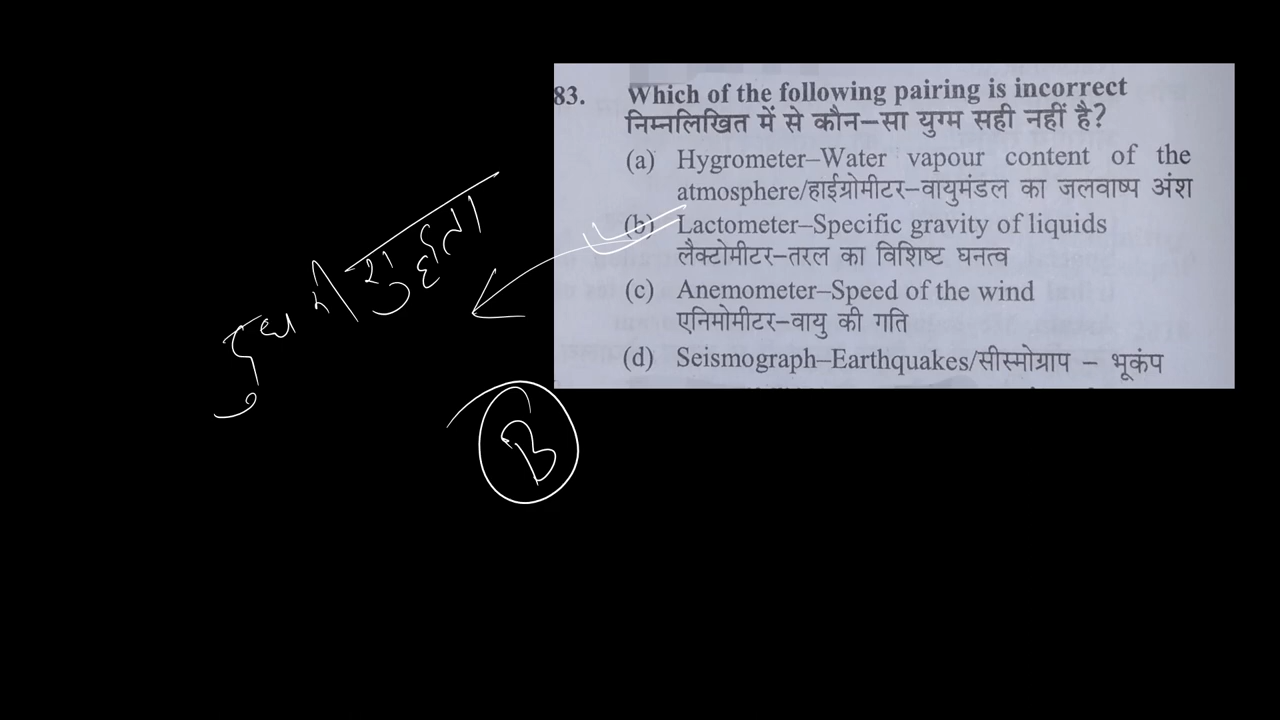 83. Which of the following pairing is incorrect
निम्नलिखित में से कौन–सा युग्म सही नहीं है?
(a) Hygrometer–Water vapour content of the
atmosphere/हाईग्रोमीटर–वायुमंडल का जलवाष्प अंश
(b) Lactometer–Specific gravity of liquids
लैक्टोमीटर–तरल का विशिष्ट घनत्व
(c) Anemometer–Speed of the wind
एनिमोमीटर–वायु की गति
(d) Seismograph–Earthquakes/सीस्मोग्राप – भूकंप
B